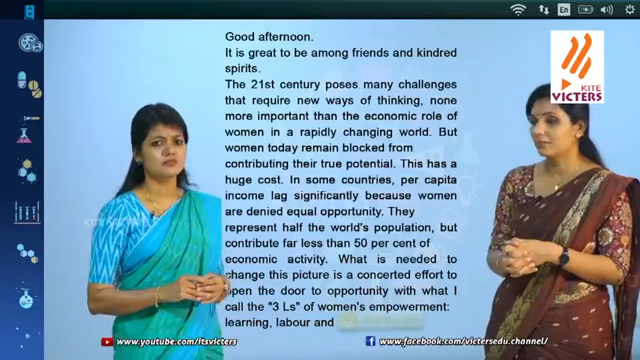 En
Good afternoon.
It is great to be among friends and kindred
spirits.
The 21st century poses many challenges
that require new ways of thinking, none
more important than the economic role of
women in a rapidly changing world. But
women today remain blocked from
contributing their true potential. This has a
huge cost. In some countries, per capita
income lag significantly because women
are denied equal opportunity. They
represent half the world's population, but
contribute far less than 50 per cent of
economic activity. What is needed to
change this picture is a concerted effort to
open the door to opportunity with what I
call the "3 Ls" of women's empowerment:
learning, labour and
KITE
VICTERS
www.youtube.com/itsvicters
www.facebook.com/victersedu.channel/